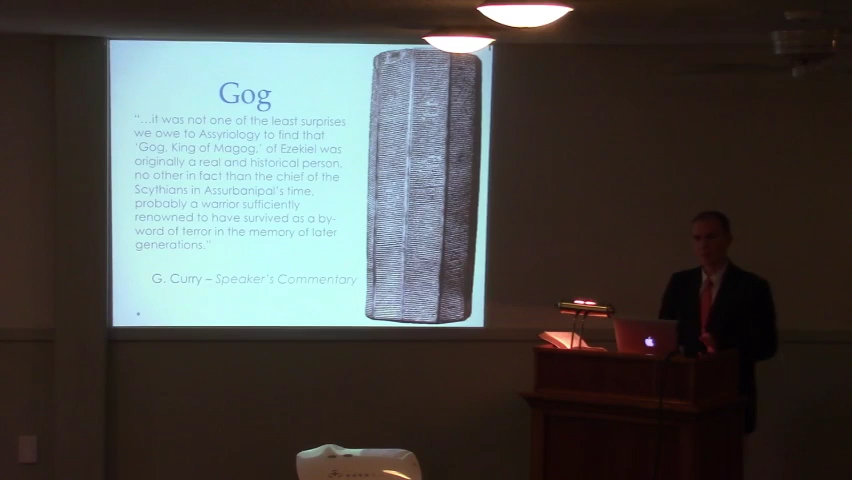 Gog
“…it was not one of the least surprises
we owe to Assyriology to find that
‘Gog, King of Magog,’ of Ezekiel was
originally a real and historical person,
no other in fact than the chief of the
Scythians in Assurbanipal’s time,
probably a warrior sufficiently
renowned to have survived as a by-
word of terror in the memory of later
generations.”
G. Curry – Speaker’s Commentary